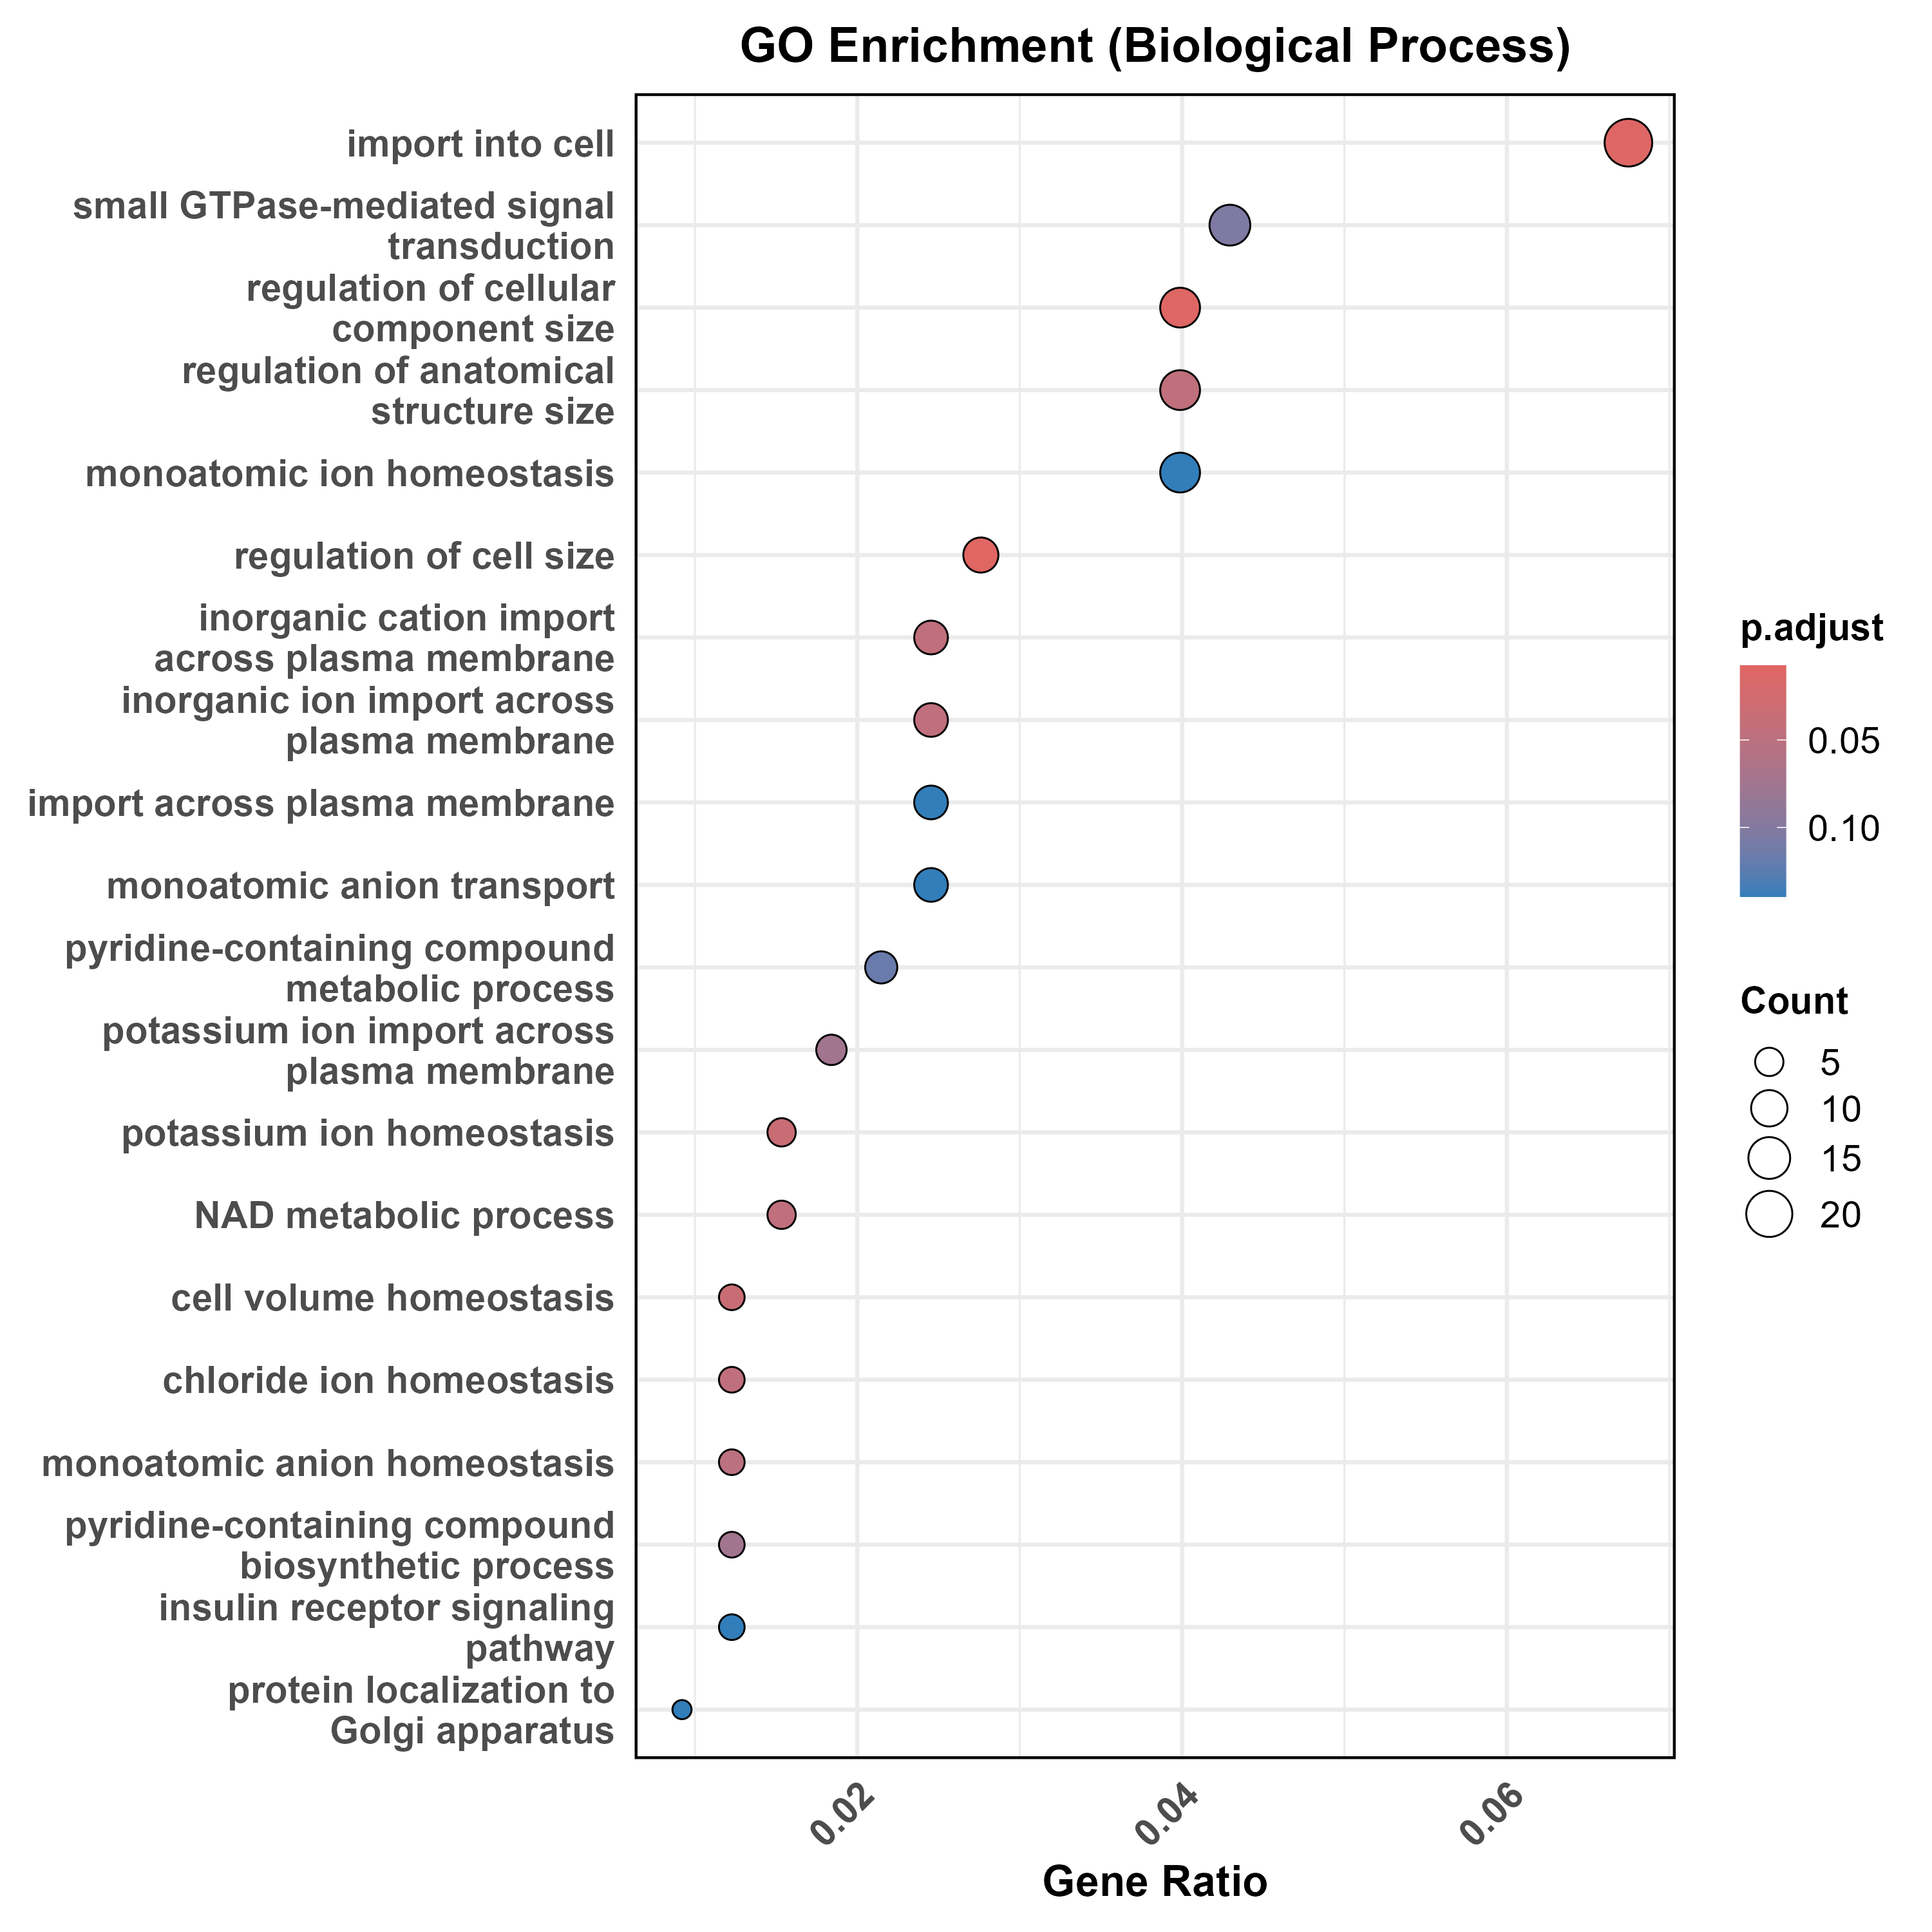 GO Enrichment (Biological Process)
import into cell
small GTPase-mediated signal
transduction
regulation of cellular
component size
regulation of anatomical
structure size
monoatomic ion homeostasis
regulation of cell size
inorganic cation import
across plasma membrane
inorganic ion import across
plasma membrane
import across plasma membrane
monoatomic anion transport
pyridine-containing compound
metabolic process
potassium ion import across
plasma membrane
potassium ion homeostasis
NAD metabolic process
cell volume homeostasis
chloride ion homeostasis
monoatomic anion homeostasis
pyridine-containing compound
biosynthetic process
insulin receptor signaling
pathway
protein localization to
Golgi apparatus
0.02
0.04
0.06
Gene Ratio
p.adjust
0.05
0.10
Count
5
10
15
20